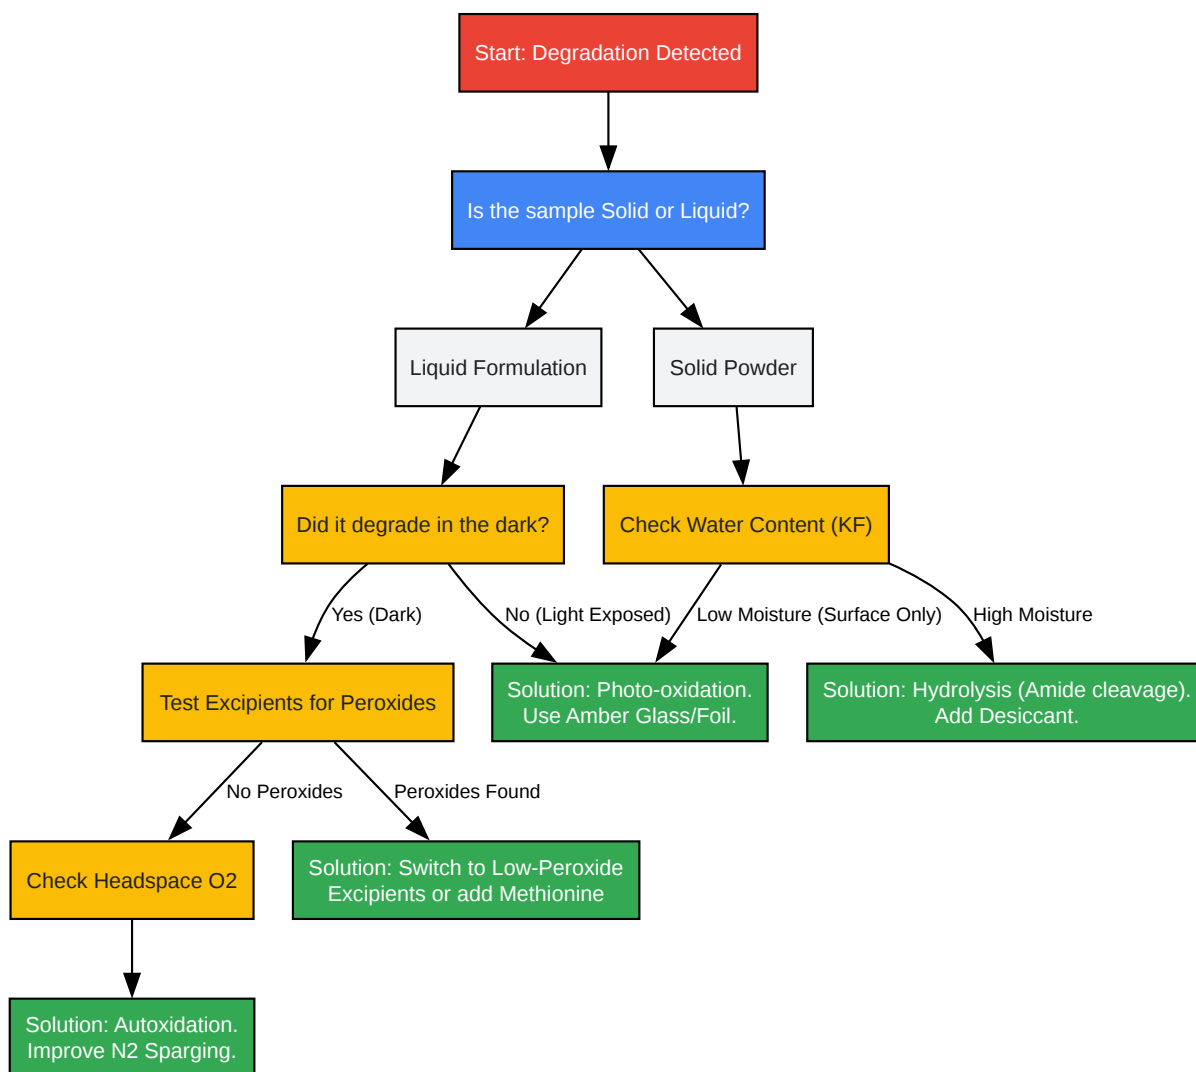 Start: Degradation Detected
Is the sample Solid or Liquid?
Liquid Formulation
Solid Powder
Did it degrade in the dark?
Check Water Content (KF)
Yes (Dark)
No (Light Exposed)
Low Moisture (Surface Only)
High Moisture
Test Excipients for Peroxides
Solution: Photo-oxidation.
Use Amber Glass/Foil.
Solution: Hydrolysis (Amide cleavage).
Add Desiccant.
No Peroxides
Peroxides Found
Check Headspace O2
Solution: Switch to Low-Peroxide
Excipients or add Methionine
Solution: Autoxidation.
Improve N2 Sparging.